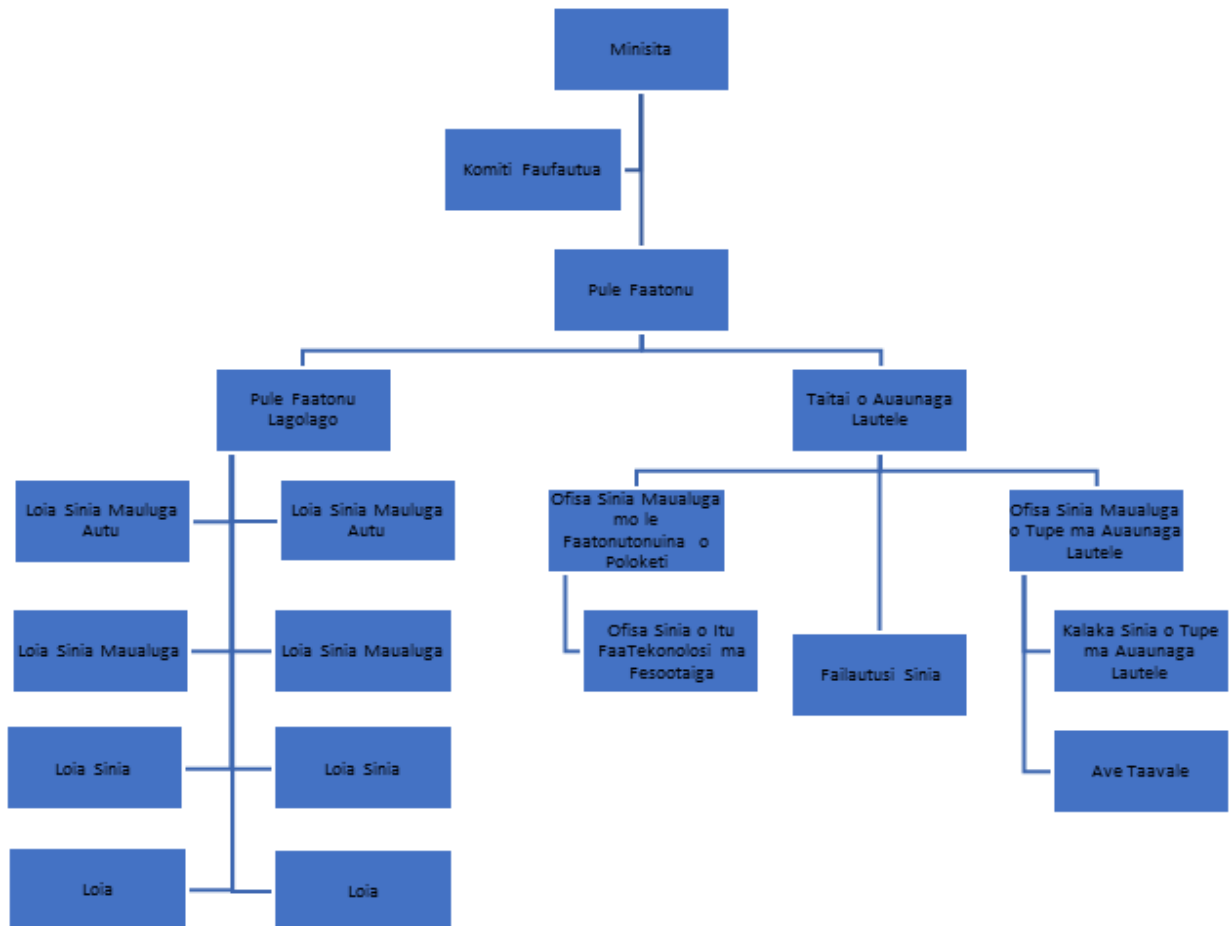 Minisita
Komiti Faufautua
Pule Faatonu
Pule Faatonu
Lagolago
Taitai o Auaunaga
Lautele
Loia Sinia Mauluga
Autu
Loia Sinia Mauluga
Autu
Ofisa Sinia Maualuga
mo le
Faatonutonuina o
Poloketi
Ofisa Sinia Maualuga
o Tupe ma Auaunaga
Lautele
Loia Sinia Maualuga
Loia Sinia Maualuga
Ofisa Sinia o Itu
FaaTekonolosi ma
Fesootaiga
Failautusi Sinia
Kalaka Sinia o Tupe
ma Auaunaga
Lautele
Loia Sinia
Loia Sinia
Ave Taavale
Loia
Loia